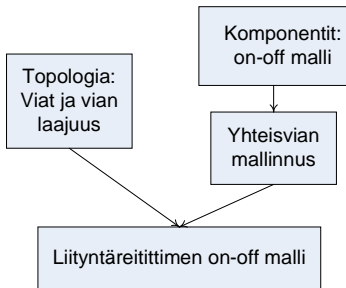 Komponentit:
on-off malli
Topologia:
Viat ja vian
laajuus
Yhteisvian
mallinnus
Liityntäreitittimen on-off malli